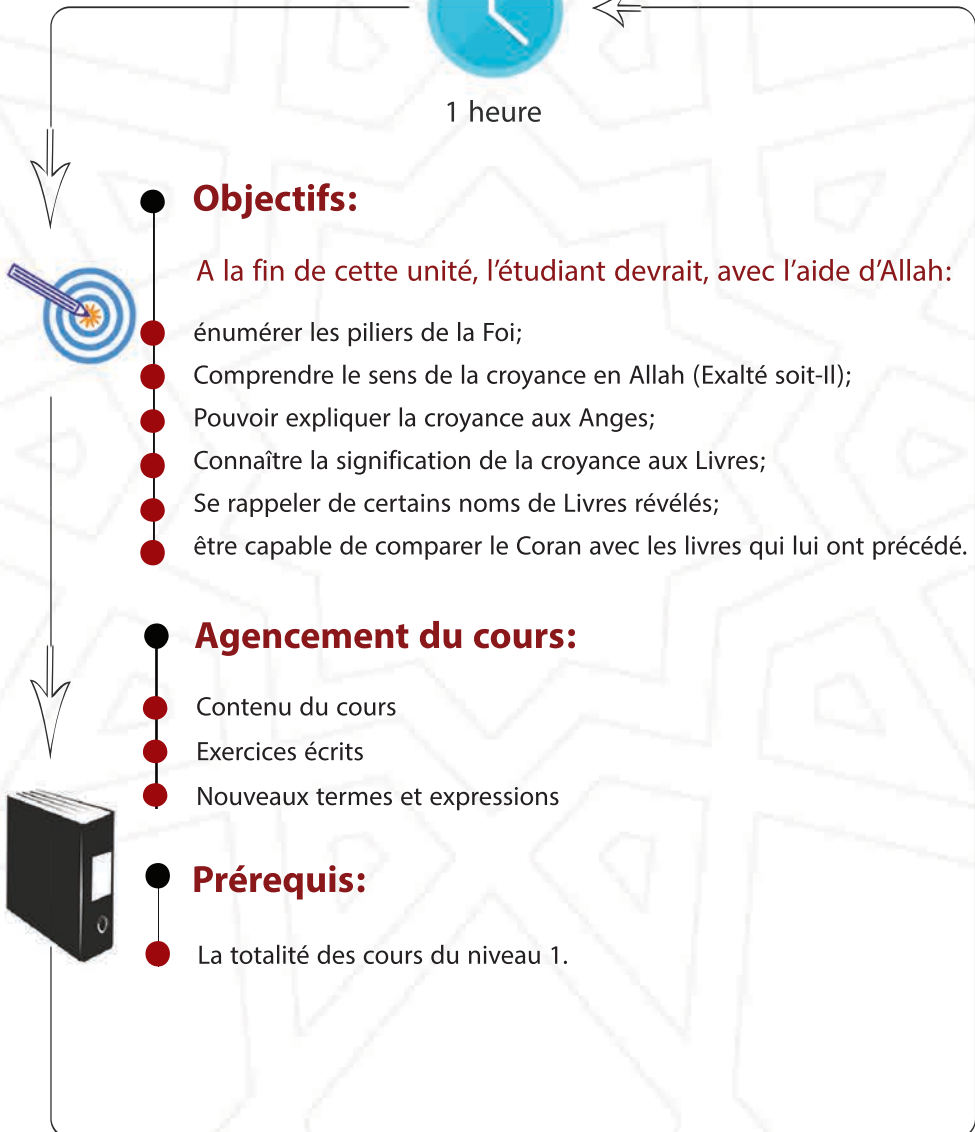 1 heure
Objectifs:
A la fin de cette unité, l’étudiant devrait, avec l’aide d’Allah:
énumérer les piliers de la Foi;
Comprendre le sens de la croyance en Allah (Exalté soit-Il);
Pouvoir expliquer la croyance aux Anges;
Connaître la signification de la croyance aux Livres;
Se rappeler de certains noms de Livres révélés;
être capable de comparer le Coran avec les livres qui lui ont précédé.
Agencement du cours:
Contenu du cours
Exercices écrits
Nouveaux termes et expressions
Prérequis:
La totalité des cours du niveau 1.